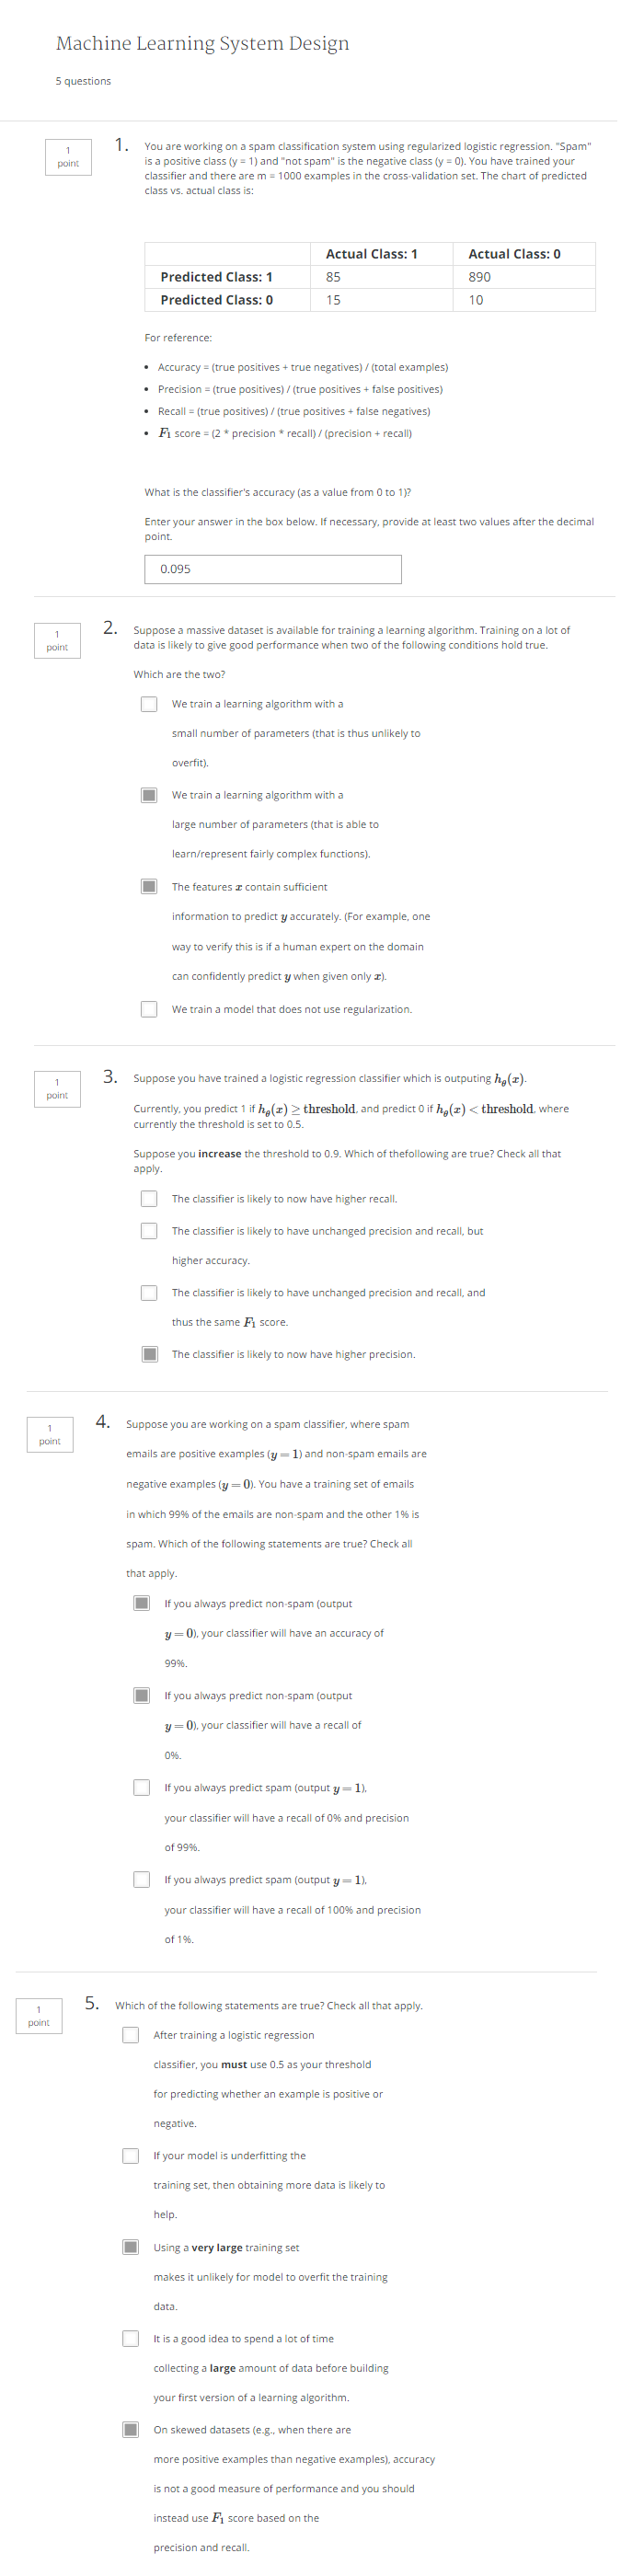 Machine Learning System Design
5 questions
1
point
1.
You are working on a spam classification system using regularized logistic regression. "Spam"
is a positive class (y = 1) and "not spam" is the negative class (y = 0). You have trained your
classifier and there are m = 1000 examples in the cross-validation set. The chart of predicted
class vs. actual class is:
Actual Class: 1 Actual Class: 0
Predicted Class: 1 85 890
Predicted Class: 0 15 10
For reference:
• Accuracy = (true positives + true negatives) / (total examples)
• Precision = (true positives) / (true positives + false positives)
• Recall = (true positives) / (true positives + false negatives)
• F₁ score = (2 * precision * recall) / (precision + recall)
What is the classifier's accuracy (as a value from 0 to 1)?
Enter your answer in the box below. If necessary, provide at least two values after the decimal
point.
0.095
1
point
2.
Suppose a massive dataset is available for training a learning algorithm. Training on a lot of
data is likely to give good performance when two of the following conditions hold true.
Which are the two?
We train a learning algorithm with a
small number of parameters (that is thus unlikely to
overfit).
We train a learning algorithm with a
large number of parameters (that is able to
learn/represent fairly complex functions).
The features x contain sufficient
information to predict y accurately. (For example, one
way to verify this is if a human expert on the domain
can confidently predict y when given only x).
We train a model that does not use regularization.
1
point
3.
Suppose you have trained a logistic regression classifier which is outputing hθ(x).
Currently, you predict 1 if hθ(x) ≥ threshold, and predict 0 if hθ(x) < threshold, where
currently the threshold is set to 0.5.
Suppose you increase the threshold to 0.9. Which of thefollowing are true? Check all that
apply.
The classifier is likely to now have higher recall.
The classifier is likely to have unchanged precision and recall, but
higher accuracy.
The classifier is likely to have unchanged precision and recall, and
thus the same F₁ score.
The classifier is likely to now have higher precision.
1
point
4.
Suppose you are working on a spam classifier, where spam
emails are positive examples (y = 1) and non-spam emails are
negative examples (y = 0). You have a training set of emails
in which 99% of the emails are non-spam and the other 1% is
spam. Which of the following statements are true? Check all
that apply.
If you always predict non-spam (output
y = 0), your classifier will have an accuracy of
99%.
If you always predict non-spam (output
y = 0), your classifier will have a recall of
0%.
If you always predict spam (output y = 1),
your classifier will have a recall of 0% and precision
of 99%.
If you always predict spam (output y = 1),
your classifier will have a recall of 100% and precision
of 1%.
1
point
5.
Which of the following statements are true? Check all that apply.
After training a logistic regression
classifier, you must use 0.5 as your threshold
for predicting whether an example is positive or
negative.
If your model is underfitting the
training set, then obtaining more data is likely to
help.
Using a very large training set
makes it unlikely for model to overfit the training
data.
It is a good idea to spend a lot of time
collecting a large amount of data before building
your first version of a learning algorithm.
On skewed datasets (e.g., when there are
more positive examples than negative examples), accuracy
is not a good measure of performance and you should
instead use F₁ score based on the
precision and recall.